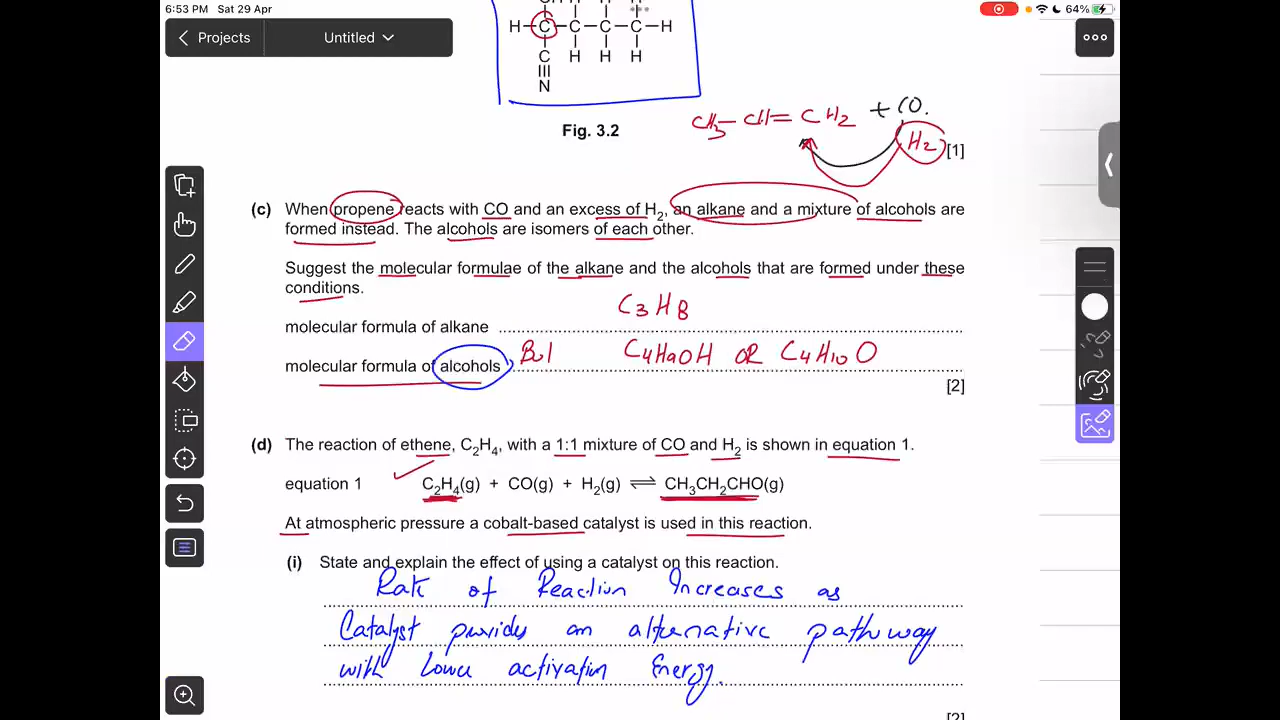 6:53 PM Sat 29 Apr
64%
Projects
Untitled
H C C C C H
C H H H
N
Fig. 3.2
CH3— CH= CH2 + CO.
H2
[1]
(c) When propene reacts with CO and an excess of H2, an alkane and a mixture of alcohols are
formed instead. The alcohols are isomers of each other.
Suggest the molecular formulae of the alkane and the alcohols that are formed under these
conditions.
C3H8
molecular formula of alkane
molecular formula of alcohols But C4H9OH OR C4H10O
[2]
(d) The reaction of ethene, C2H4, with a 1:1 mixture of CO and H2 is shown in equation 1.
equation 1 C2H4(g) + CO(g) + H2(g) ⇌ CH3CH2CHO(g)
At atmospheric pressure a cobalt-based catalyst is used in this reaction.
(i) State and explain the effect of using a catalyst on this reaction.
Rate of Reaction Increases as
Catalyst provides an alternative pathway
with Lower activation Energy.
[2]